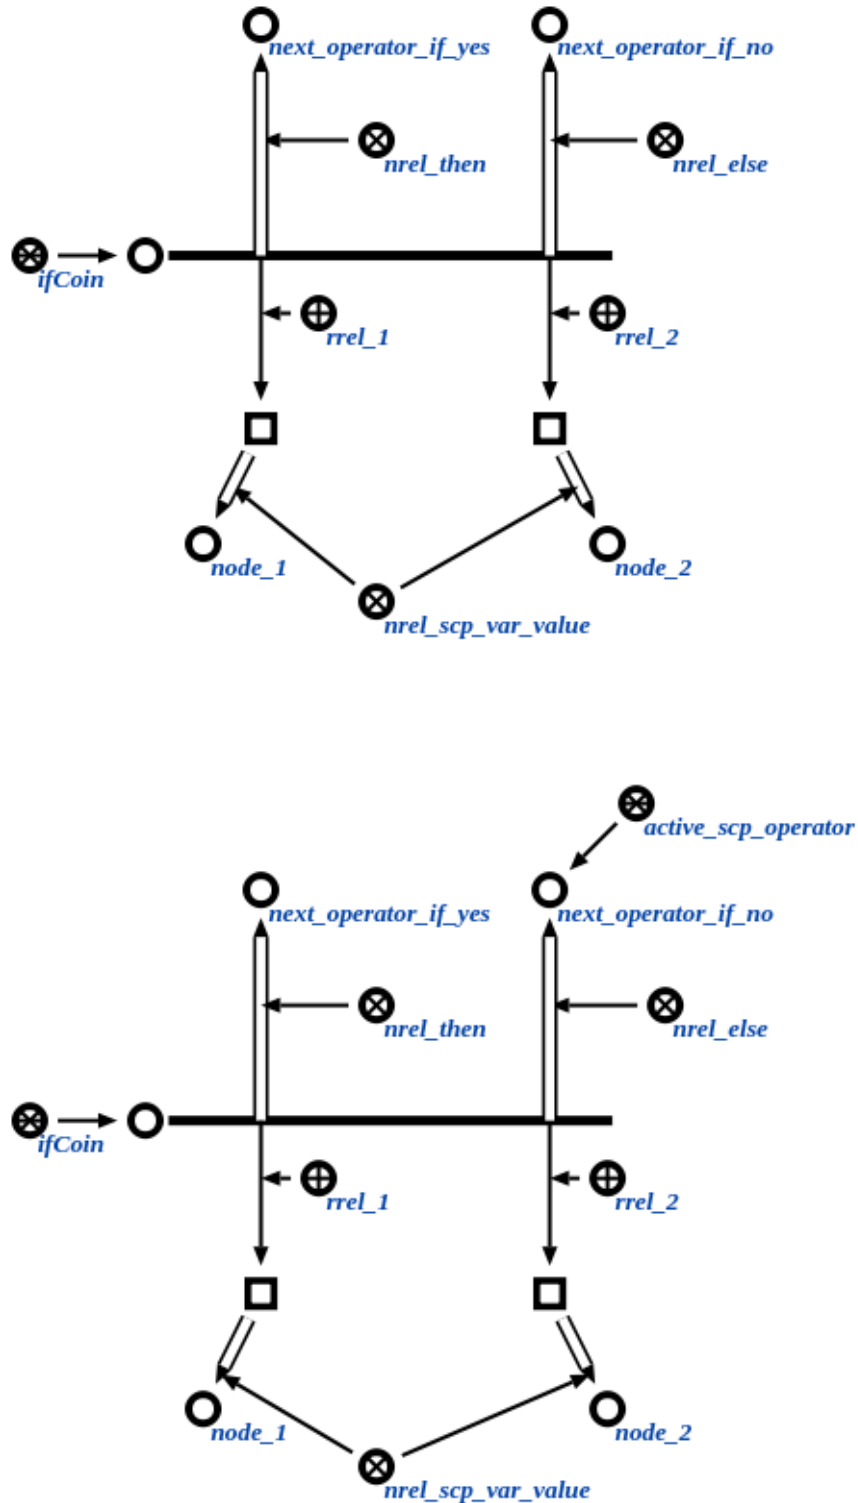 next_operator_if_yes
next_operator_if_no
nrel_then
nrel_else
ifCoin
rrel_1
rrel_2
node_1
node_2
nrel_scp_var_value
active_scp_operator
next_operator_if_yes
next_operator_if_no
nrel_then
nrel_else
ifCoin
rrel_1
rrel_2
node_1
node_2
nrel_scp_var_value